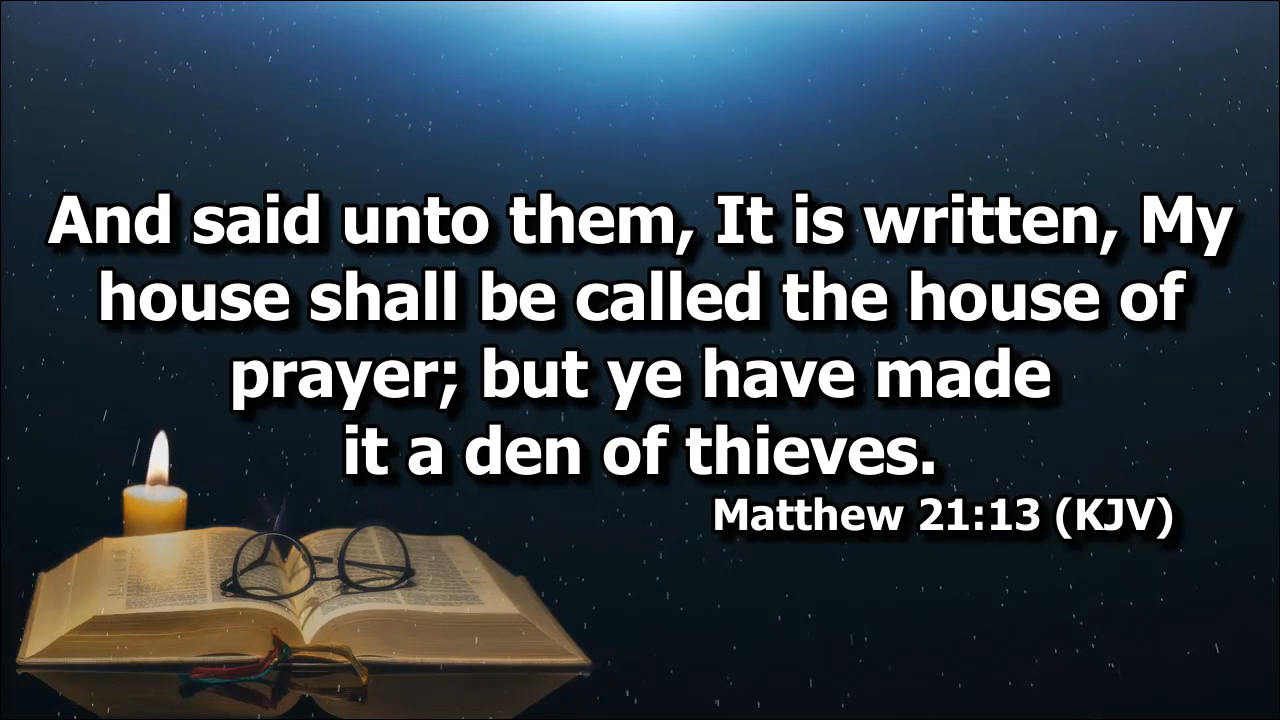 And said unto them, It is written, My
house shall be called the house of
prayer; but ye have made
it a den of thieves.
Matthew 21:13 (KJV)